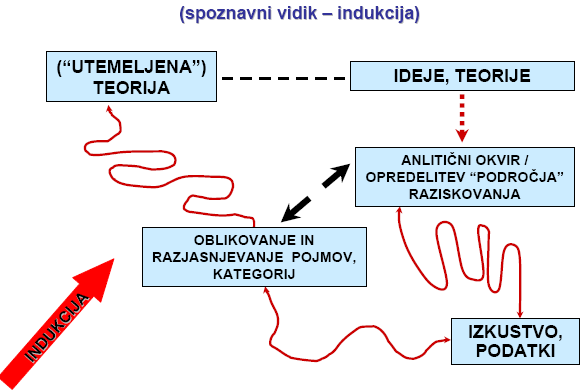 (spoznavni vidik – indukcija)
(“UTEMELJENA”)
TEORIJA
IDEJE, TEORIJE
ANLITIČNI OKVIR /
OPREDELITEV “PODROČJA”
RAZISKOVANJA
OBLIKOVANJE IN
RAZJASNJEVANJE POJMOV,
KATEGORIJ
INDUKCIJA
IZKUSTVO,
PODATKI